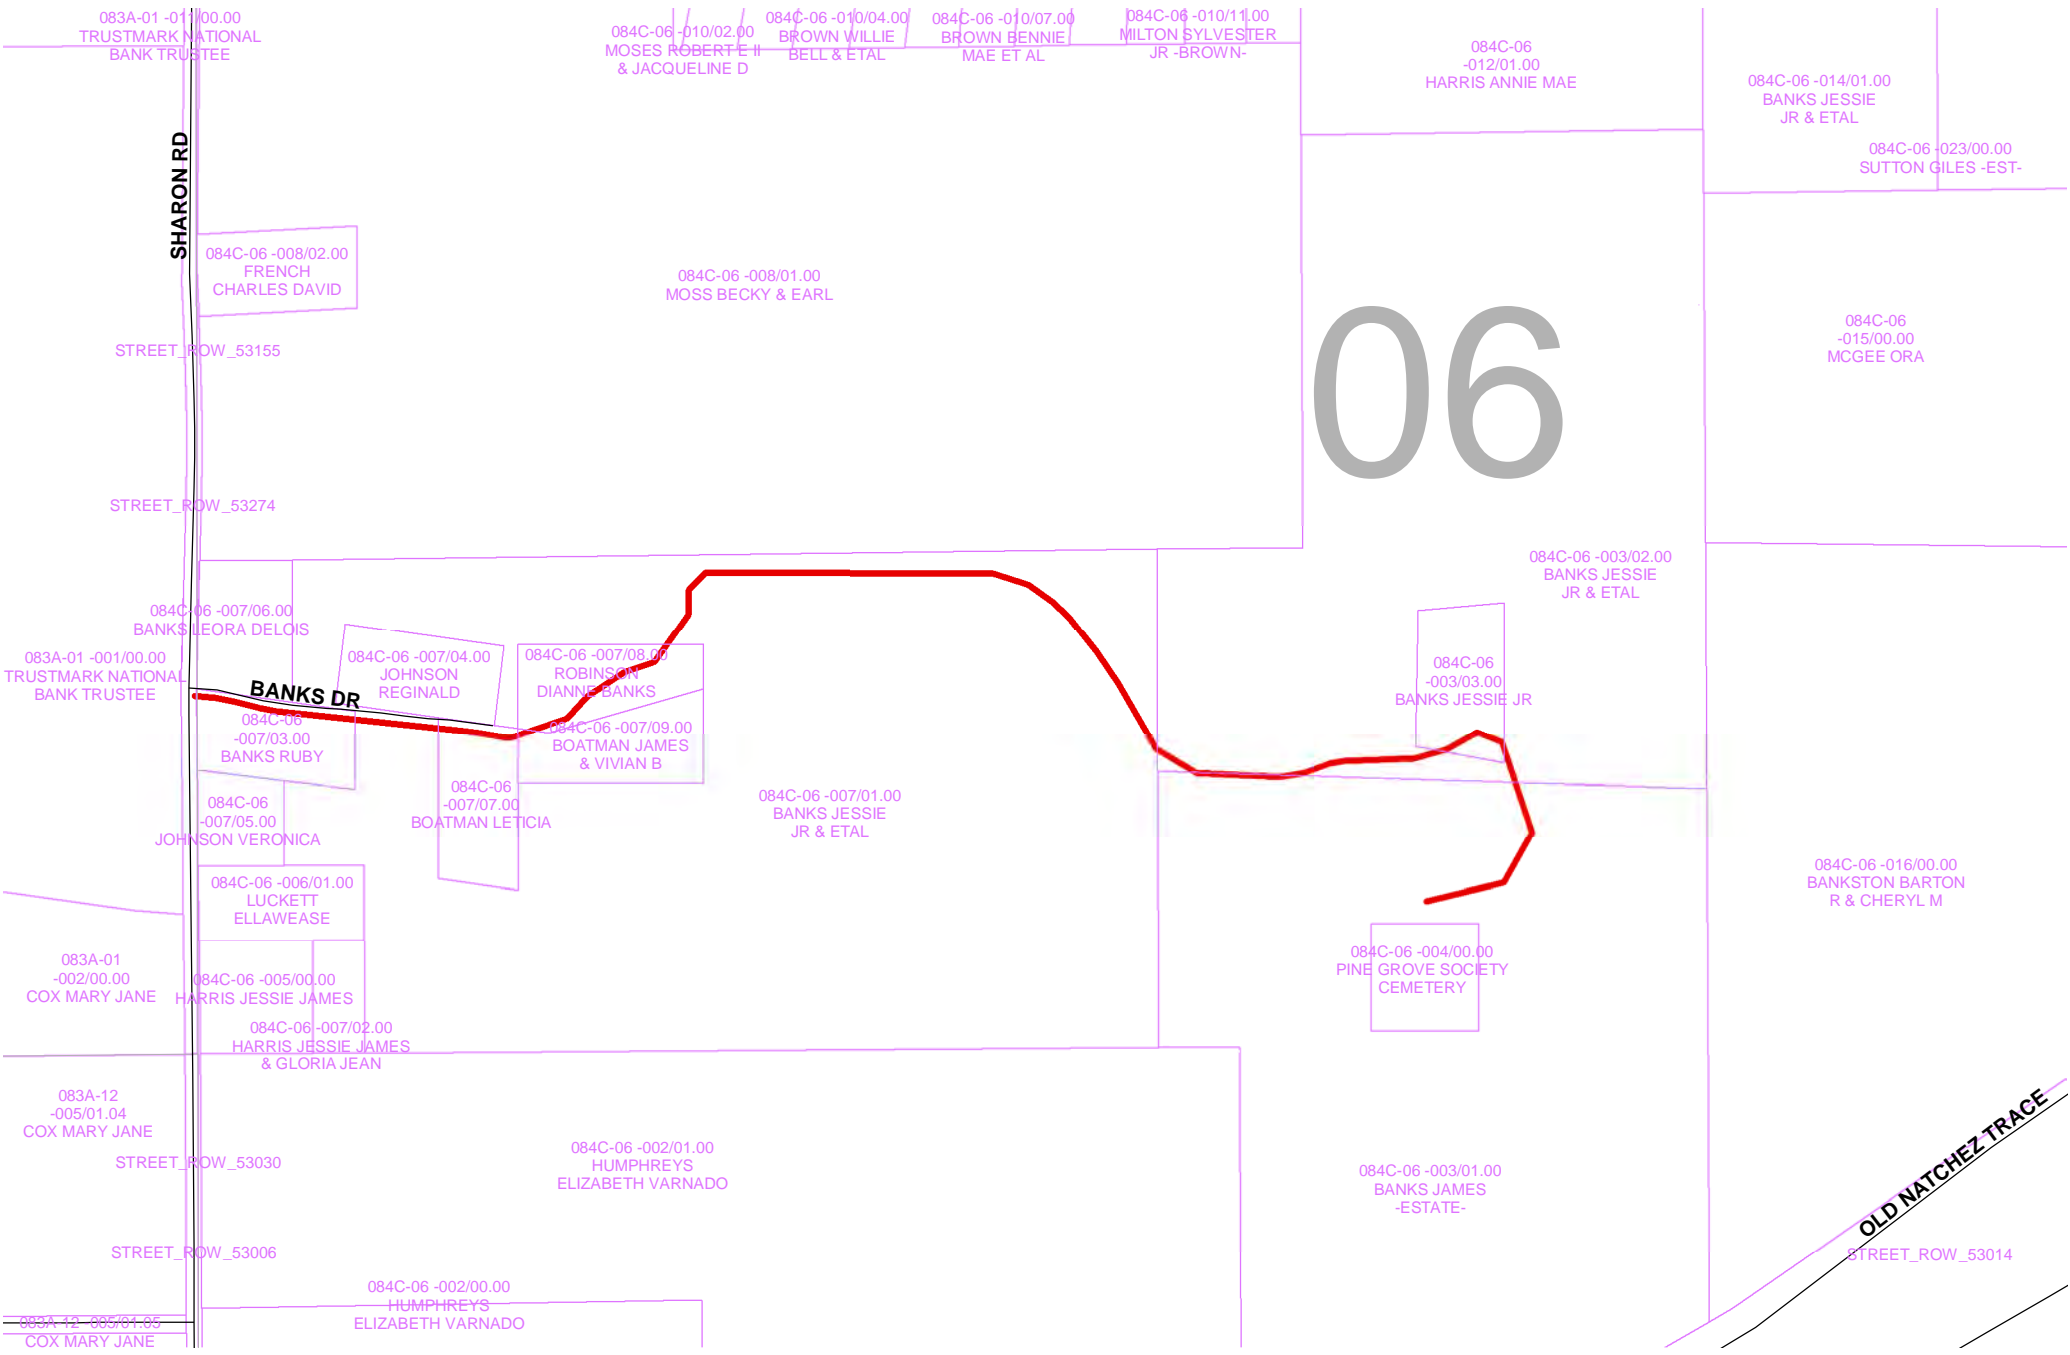 083A-01 -011/00.00
TRUSTMARK NATIONAL
BANK TRUSTEE
084C-06 -010/02.00
MOSES ROBERT E II
& JACQUELINE D
084C-06 -010/04.00
BROWN WILLIE
BELL & ETAL
084C-06 -010/07.00
BROWN BENNIE
MAE ET AL
084C-06 -010/11.00
MILTON SYLVESTER
JR -BROWN-
084C-06
-012/01.00
HARRIS ANNIE MAE
084C-06 -014/01.00
BANKS JESSIE
JR & ETAL
084C-06 -023/00.00
SUTTON GILES -EST-
SHARON RD
084C-06 -008/02.00
FRENCH
CHARLES DAVID
084C-06 -008/01.00
MOSS BECKY & EARL
06
084C-06
-015/00.00
MCGEE ORA
STREET_ROW_53155
STREET_ROW_53274
084C-06 -003/02.00
BANKS JESSIE
JR & ETAL
084C-06 -007/06.00
BANKS LEORA DELOIS
083A-01 -001/00.00
TRUSTMARK NATIONAL
BANK TRUSTEE
BANKS DR
084C-06 -007/04.00
JOHNSON
REGINALD
084C-06 -007/08.00
ROBINSON
DIANNE BANKS
084C-06
-003/03.00
BANKS JESSIE JR
084C-06
-007/03.00
BANKS RUBY
084C-06 -007/09.00
BOATMAN JAMES
& VIVIAN B
084C-06
-007/07.00
BOATMAN LETICIA
084C-06 -007/01.00
BANKS JESSIE
JR & ETAL
084C-06
-007/05.00
JOHNSON VERONICA
084C-06 -006/01.00
LUCKETT
ELLAWEASE
084C-06 -016/00.00
BANKSTON BARTON
R & CHERYL M
083A-01
-002/00.00
COX MARY JANE
084C-06 -005/00.00
HARRIS JESSIE JAMES
084C-06 -004/00.00
PINE GROVE SOCIETY
CEMETERY
084C-06 -007/02.00
HARRIS JESSIE JAMES
& GLORIA JEAN
083A-12
-005/01.04
COX MARY JANE
STREET_ROW_53030
084C-06 -002/01.00
HUMPHREYS
ELIZABETH VARNADO
084C-06 -003/01.00
BANKS JAMES
-ESTATE-
OLD NATCHEZ TRACE
STREET_ROW_53014
STREET_ROW_53006
084C-06 -002/00.00
HUMPHREYS
ELIZABETH VARNADO
083A-12 -005/01.05
COX MARY JANE